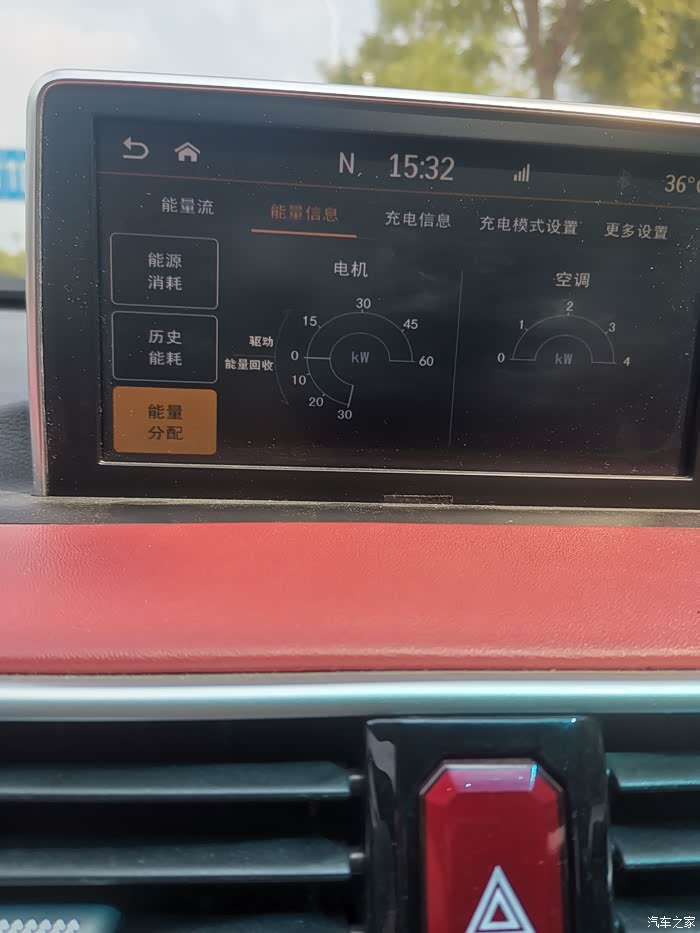 N 15:32 36°C
能量流 能量信息 充电信息 充电模式设置 更多设置
能源
消耗
历史
能耗
能量
分配
电机
驱动
能量回收
0 15 30 45 60
10 20 30
kW
空调
0 1 2 3 4
kW
汽车之家